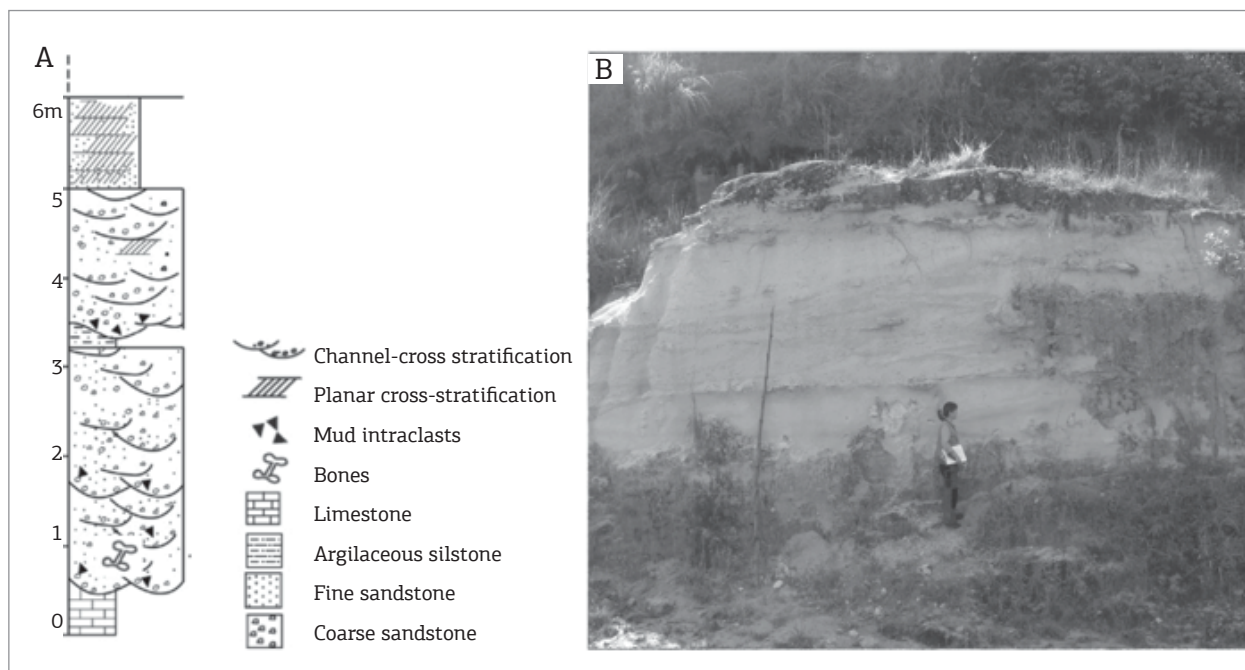 A
6m
5
4
3
2
1
0
Channel-cross stratification
Planar cross-stratification
Mud intraclasts
Bones
Limestone
Argilaceous silstone
Fine sandstone
Coarse sandstone
B